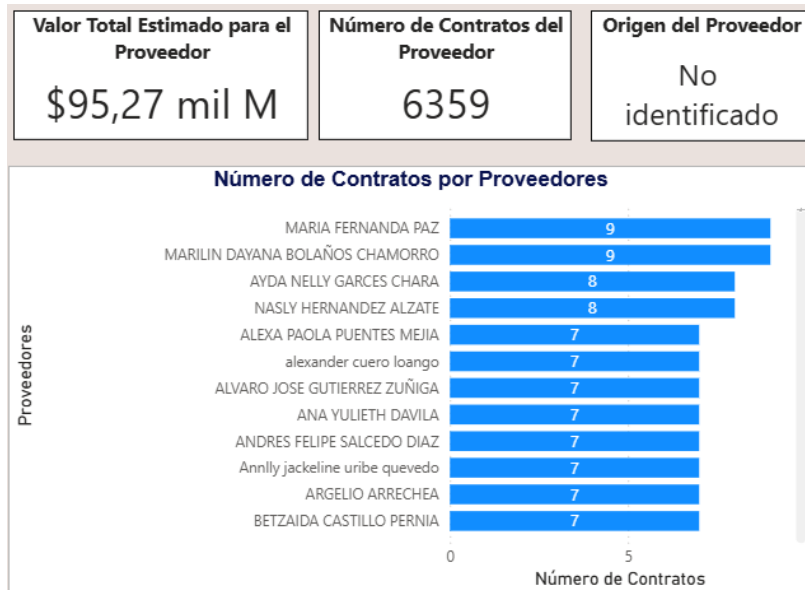 Valor Total Estimado para el
Proveedor
$95,27 mil M
Número de Contratos del
Proveedor
6359
Origen del Proveedor
No
identificado
Número de Contratos por Proveedores
Proveedores
MARIA FERNANDA PAZ 9
MARILIN DAYANA BOLAÑOS CHAMORRO 9
AYDA NELLY GARCES CHARA 8
NASLY HERNANDEZ ALZATE 8
ALEXA PAOLA PUENTES MEJIA 7
alexander cuero loango 7
ALVARO JOSE GUTIERREZ ZUÑIGA 7
ANA YULIETH DAVILA 7
ANDRES FELIPE SALCEDO DIAZ 7
Annlly jackeline uribe quevedo 7
ARGELIO ARRECHEA 7
BETZAIDA CASTILLO PERNIA 7
0 5
Número de Contratos